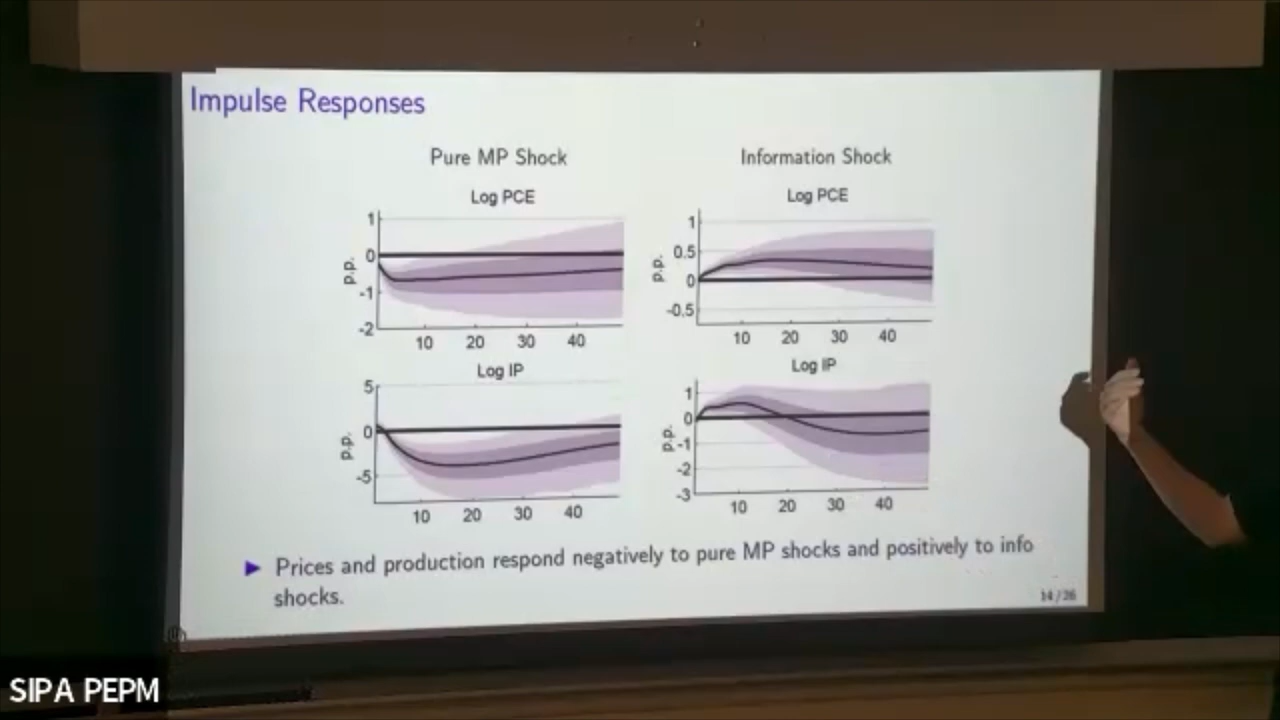 Impulse Responses
Pure MP Shock
Information Shock
Log PCE
Log PCE
1
0
-1
-2
p.p.
10 20 30 40
1
0.5
0
-0.5
p.p.
10 20 30 40
Log IP
Log IP
5
0
-5
p.p.
10 20 30 40
1
0
-1
-2
-3
p.p.
10 20 30 40
Prices and production respond negatively to pure MP shocks and positively to info
shocks.
14/26
SIPA PEPM